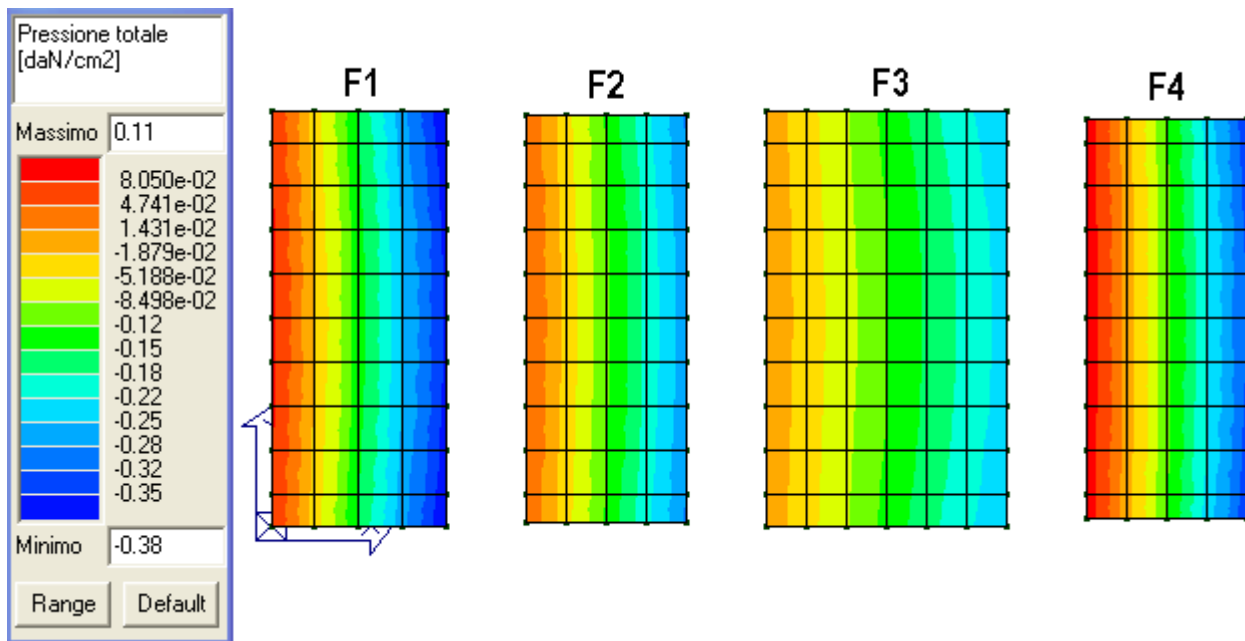 Pressione totale
[daN/cm2]
Massimo 0.11
8.050e-02
4.741e-02
1.431e-02
-1.879e-02
-5.188e-02
-8.498e-02
-0.12
-0.15
-0.18
-0.22
-0.25
-0.28
-0.32
-0.35
Minimo -0.38
Range Default
F1 F2 F3 F4